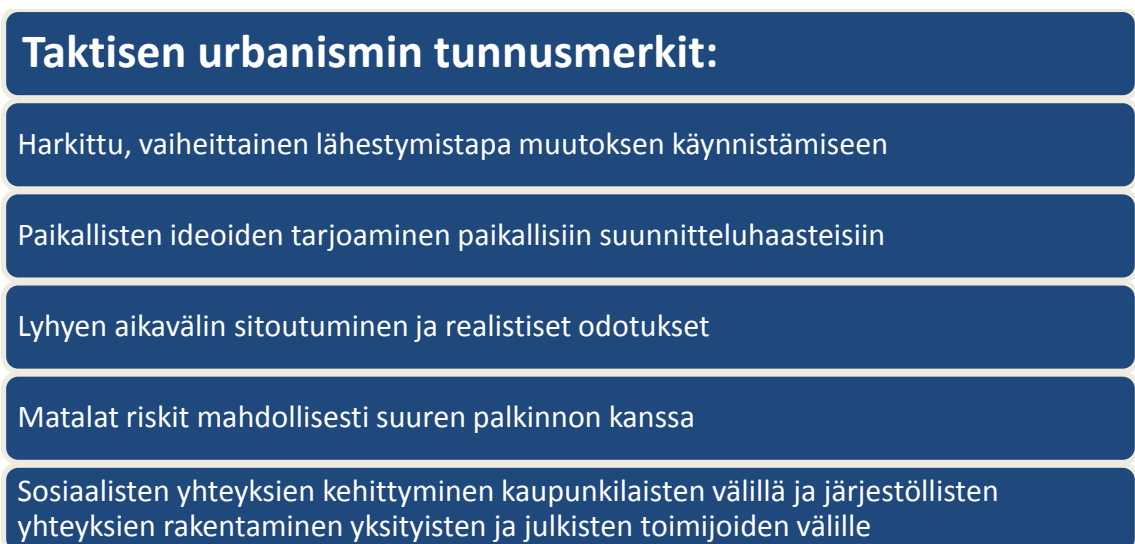 Taktisen urbanismin tunnusmerkit:
Harkittu, vaiheittainen lähestymistapa muutoksen käynnistämiseen
Paikallisten ideoiden tarjoaminen paikallisiin suunnitteluhaasteisiin
Lyhyen aikavälin sitoutuminen ja realistiset odotukset
Matalat riskit mahdollisesti suuren palkinnon kanssa
Sosiaalisten yhteyksien kehittyminen kaupunkilaisten välillä ja järjestöllisten
yhteyksien rakentaminen yksityisten ja julkisten toimijoiden välille